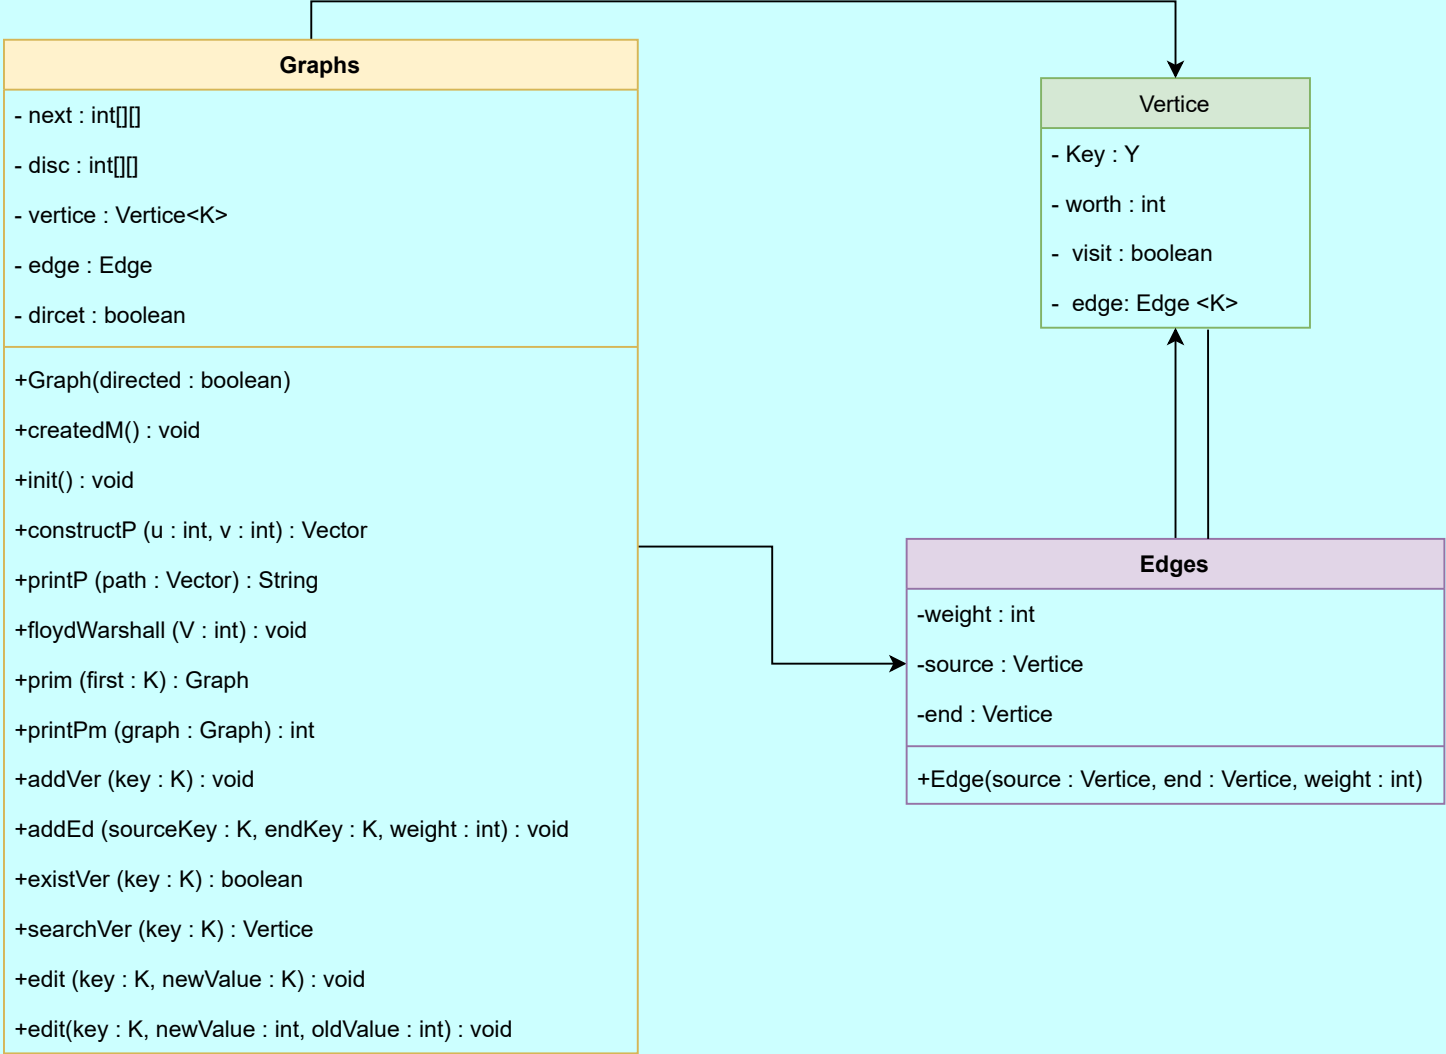 Graphs
- next : int[][]
- disc : int[][]
- vertice : Vertice<K>
- edge : Edge
- dircet : boolean
+Graph(directed : boolean)
+createdM() : void
+init() : void
+constructP (u : int, v : int) : Vector
+printP (path : Vector) : String
+floydWarshall (V : int) : void
+prim (first : K) : Graph
+printPm (graph : Graph) : int
+addVer (key : K) : void
+addEd (sourceKey : K, endKey : K, weight : int) : void
+existVer (key : K) : boolean
+searchVer (key : K) : Vertice
+edit (key : K, newValue : K) : void
+edit(key : K, newValue : int, oldValue : int) : void
Vertice
- Key : Y
- worth : int
- visit : boolean
- edge: Edge <K>
Edges
-weight : int
-source : Vertice
-end : Vertice
+Edge(source : Vertice, end : Vertice, weight : int)